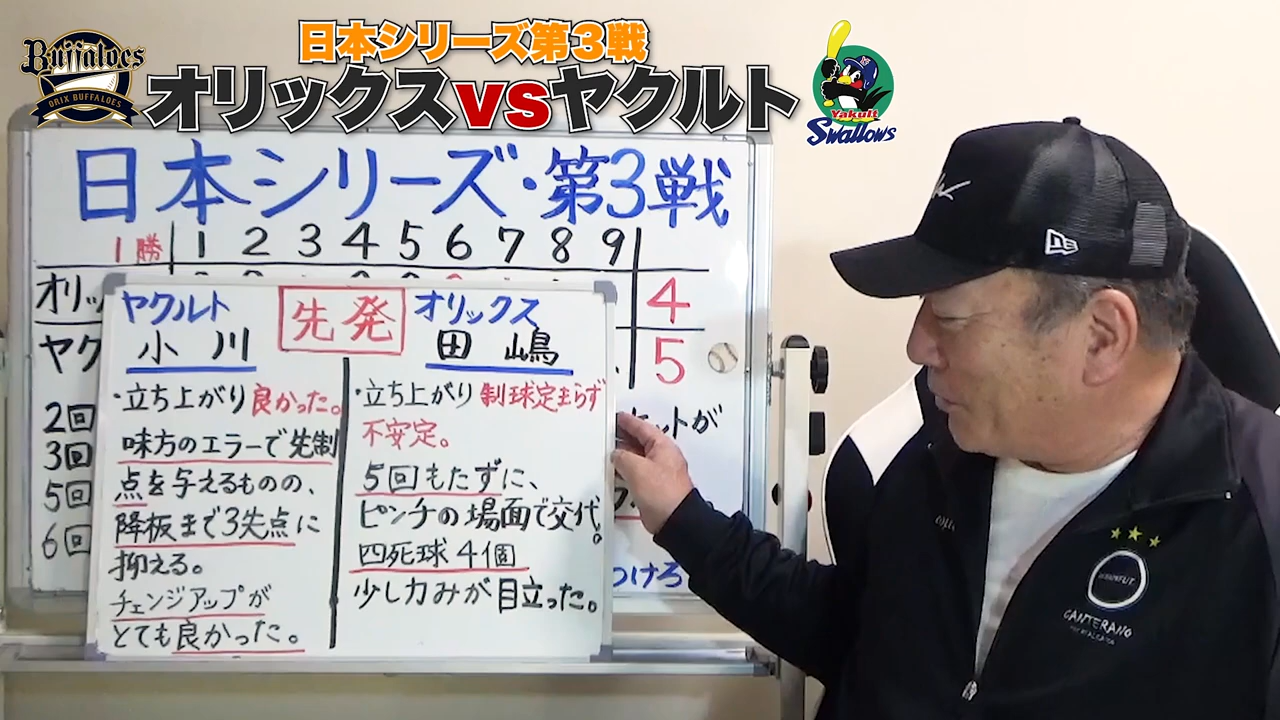 日本シリーズ第3戦
Buffaloes
ORIX BUFFALOES
オリックスvsヤクルト
Yakult
Swallows
日本シリーズ・第3戦
1勝 1 2 3 4 5 6 7 8 9
オリッ 4
ヤク 5
2回
3回
5回
6回
ケットが
つけろ
先発
ヤクルト
小川
・立ち上がり良かった。
味方のエラーで先制
点を与えるものの、
降板まで3失点に
抑える。
チェンジアップが
とても良かった。
オリックス
田嶋
・立ち上がり制球定まらず
不安定。
5回もたずに、
ピンチの場面で交代。
四死球4個
少し力みが目立った。
CANTERANO